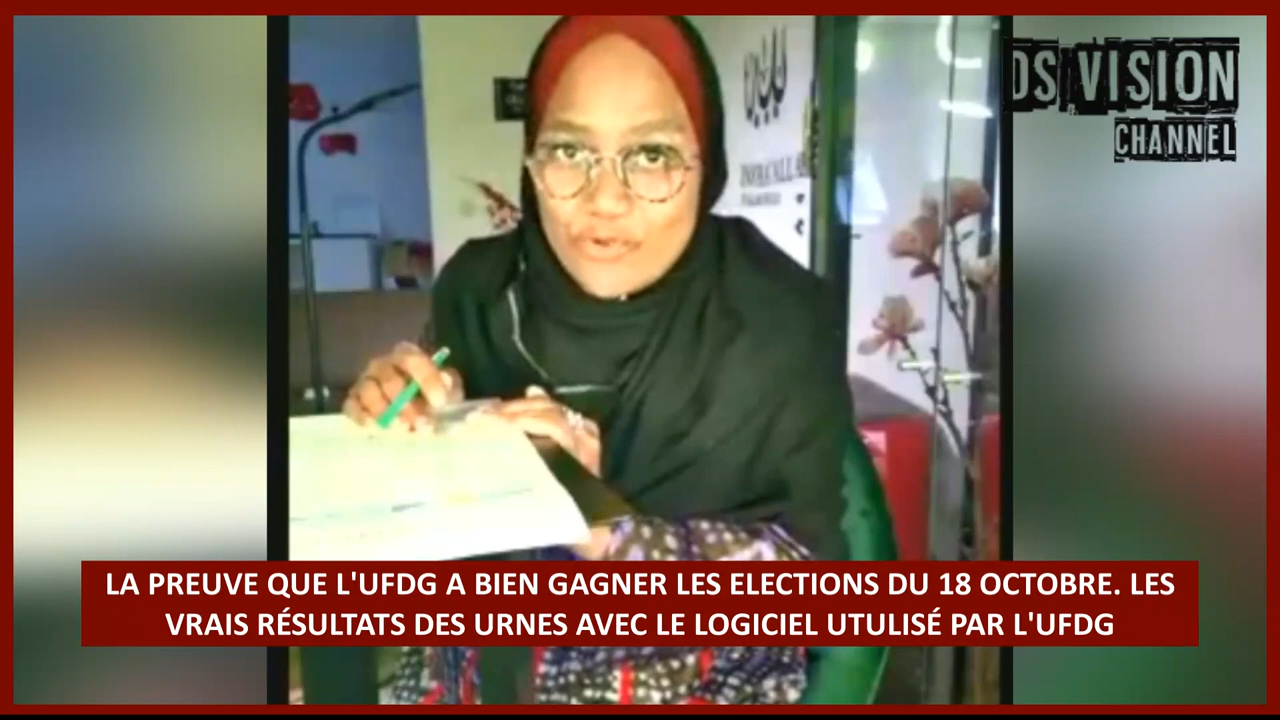 DS VISION
CHANNEL
LA PREUVE QUE L'UFDG A BIEN GAGNER LES ELECTIONS DU 18 OCTOBRE. LES
VRAIS RÉSULTATS DES URNES AVEC LE LOGICIEL UTULISÉ PAR L'UFDG